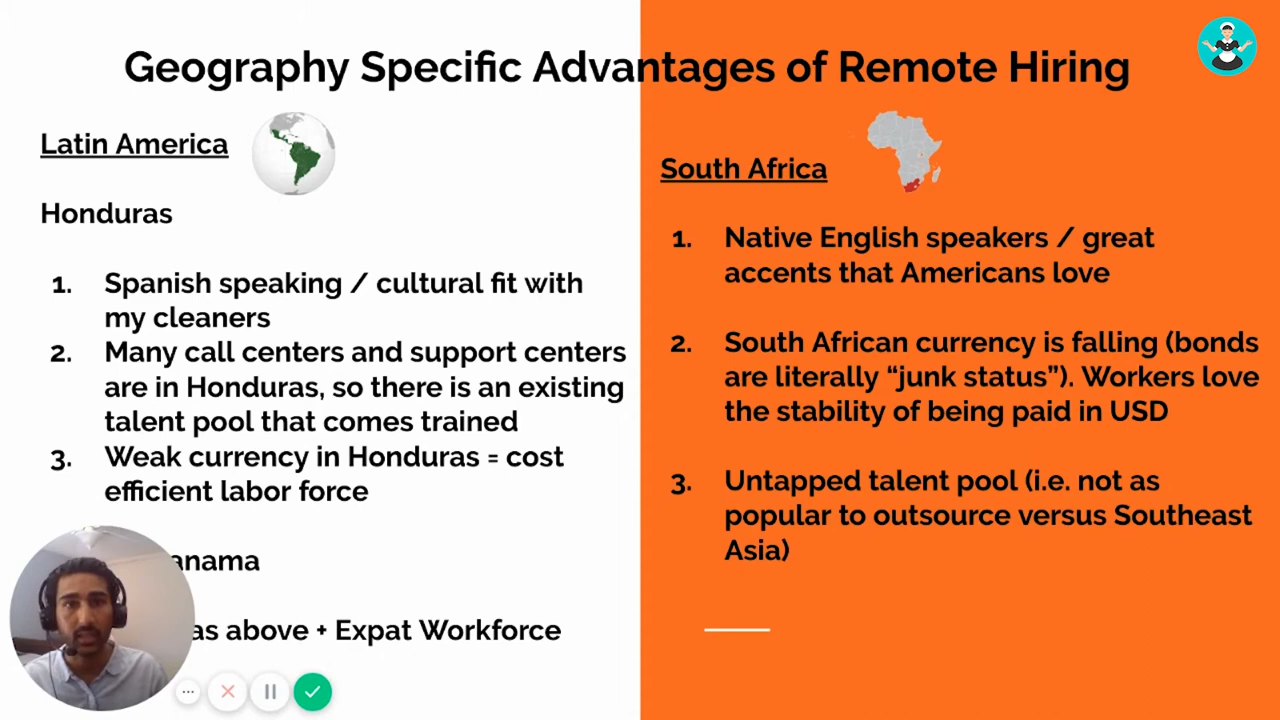 Geography Specific Advantages of Remote Hiring
Latin America
Honduras
1. Spanish speaking / cultural fit with
my cleaners
2. Many call centers and support centers
are in Honduras, so there is an existing
talent pool that comes trained
3. Weak currency in Honduras = cost
efficient labor force
anama
as above + Expat Workforce
South Africa
1. Native English speakers / great
accents that Americans love
2. South African currency is falling (bonds
are literally “junk status”). Workers love
the stability of being paid in USD
3. Untapped talent pool (i.e. not as
popular to outsource versus Southeast
Asia)